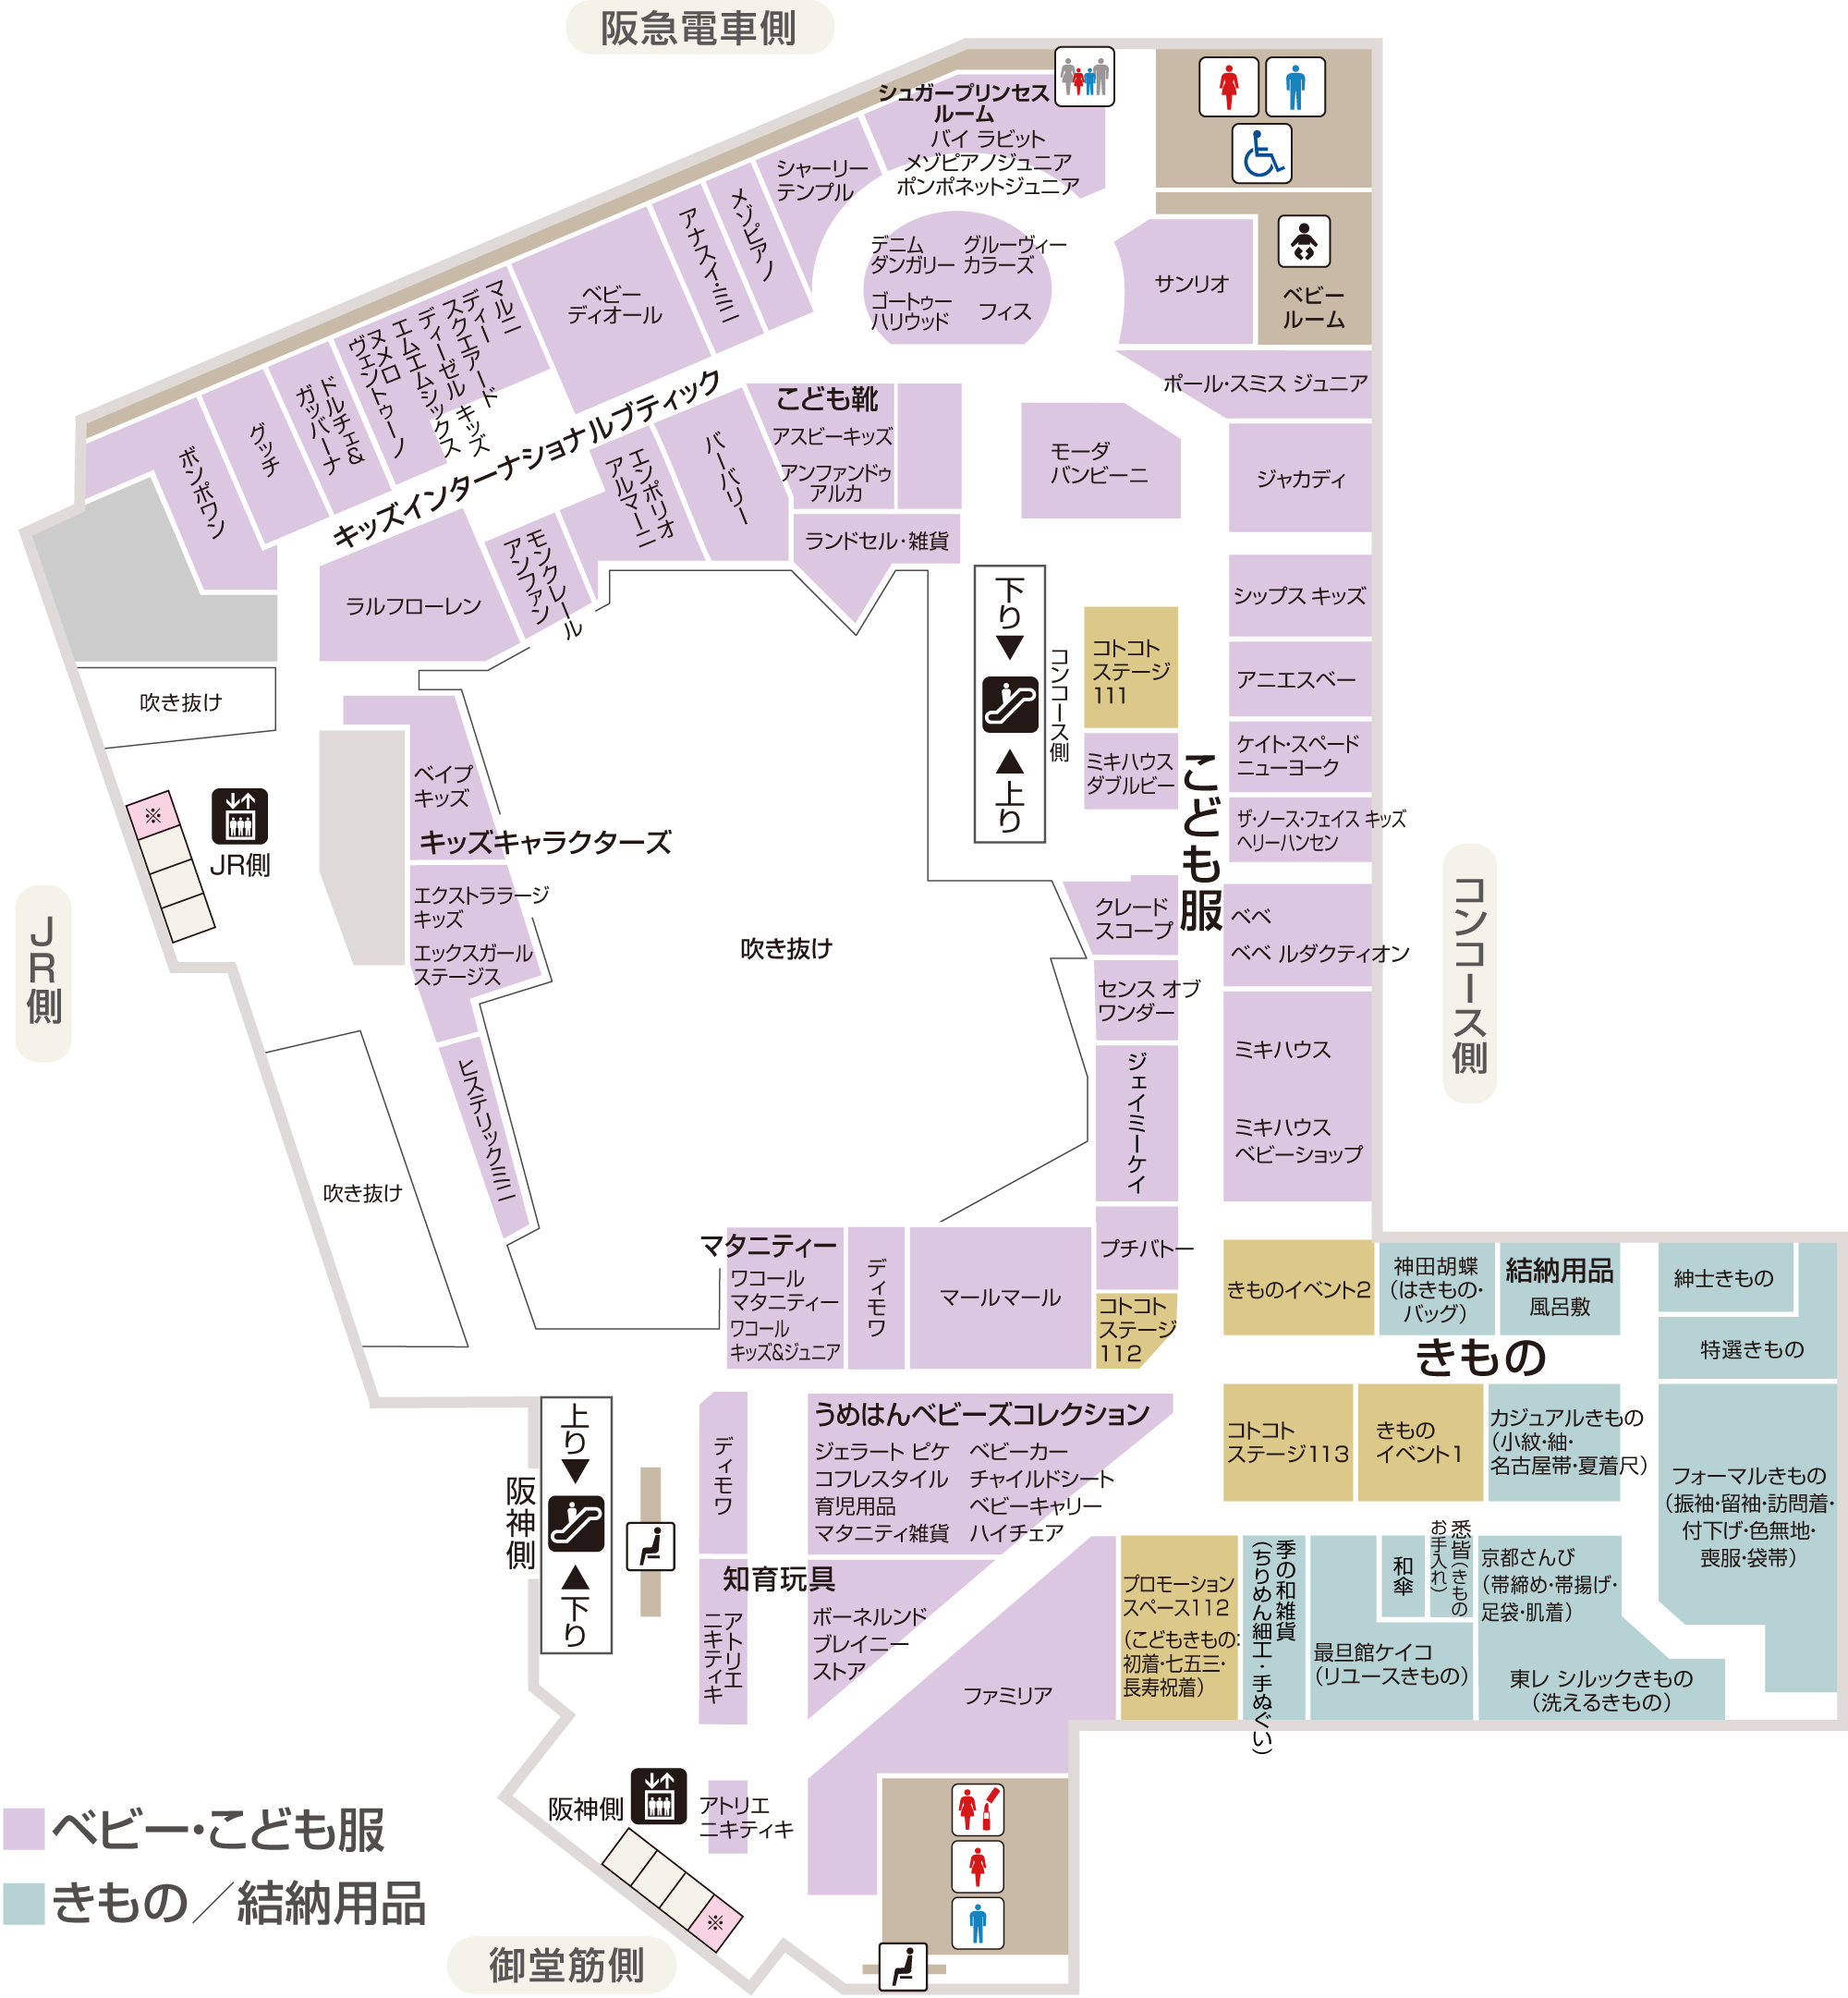 阪急電車側
シュガープリンセス
ルーム
バイ ラビット
メゾピアノジュニア
ポンポネットジュニア
シャーリー
テンプル
メゾピアノ
アナスイ・ミニ
ベビー
ディオール
マルニ
ディースクエアード
ディーゼル キッズ
エムエムシックス
ヌメロ
ヴェントゥーノ
ドルチェ&
ガッバーナ
グッチ
ボンポワン
デニム
ダンガリー
グルーヴィー
カラーズ
ゴートゥー
ハリウッド
フィス
サンリオ
ベビー
ルーム
ポール・スミス ジュニア
キッズインターナショナルブティック
こども靴
アスビーキッズ
アンファンドゥ
アルカ
ランドセル・雑貨
バーバリー
エンポリオ
アルマーニ
モンクレール
アンファン
ラルフローレン
モーダ
バンビーニ
ジャカディ
シップス キッズ
アニエスベー
ケイト・スペード
ニューヨーク
ザ・ノース・フェイス キッズ
ヘリーハンセン
下り
上り
コンコース側
コトコト
ステージ
111
ミキハウス
ダブルビー
こども服
吹き抜け
※
JR側
JR側
ベイプ
キッズ
キッズキャラクターズ
エクストララージ
キッズ
エックスガール
ステージス
ヒステリックミニ
吹き抜け
吹き抜け
クレード
スコープ
べべ
べべ ルダクティオン
センス オブ
ワンダー
ミキハウス
ミキハウス
ベビーショップ
ジェイミーケイ
プチバトー
コンコース側
マタニティー
ワコール
マタニティー
ワコール
キッズ&ジュニア
ディモワ
マールマール
コトコト
ステージ
112
きものイベント2
神田胡蝶
(はきもの・
バッグ)
結納用品
風呂敷
紳士きもの
特選きもの
きもの
コトコト
ステージ113
きもの
イベント1
カジュアルきもの
(小紋・紬・
名古屋帯・夏着尺)
フォーマルきもの
(振袖・留袖・訪問着・
付下げ・色無地・
喪服・袋帯)
上り
下り
阪神側
ディモワ
うめはんベビーズコレクション
ジェラート ピケ
コフレスタイル
育児用品
マタニティ雑貨
ベビーカー
チャイルドシート
ベビーキャリー
ハイチェア
知育玩具
ボーネルンド
ブレイニー
ストア
アトリエ
ニキティキ
ファミリア
プロモーション
スペース112
(こどもきもの:
初着・七五三・
長寿祝着)
季の和雑貨
(ちりめん細工・手ぬぐい)
和傘
悉皆(きもの
お手入れ)
最旦館ケイコ
(リユースきもの)
京都さんび
(帯締め・帯揚げ・
足袋・肌着)
東レ シルックきもの
(洗えるきもの)
阪神側
アトリエ
ニキティキ
※
ベビー・こども服
きもの/結納用品
御堂筋側